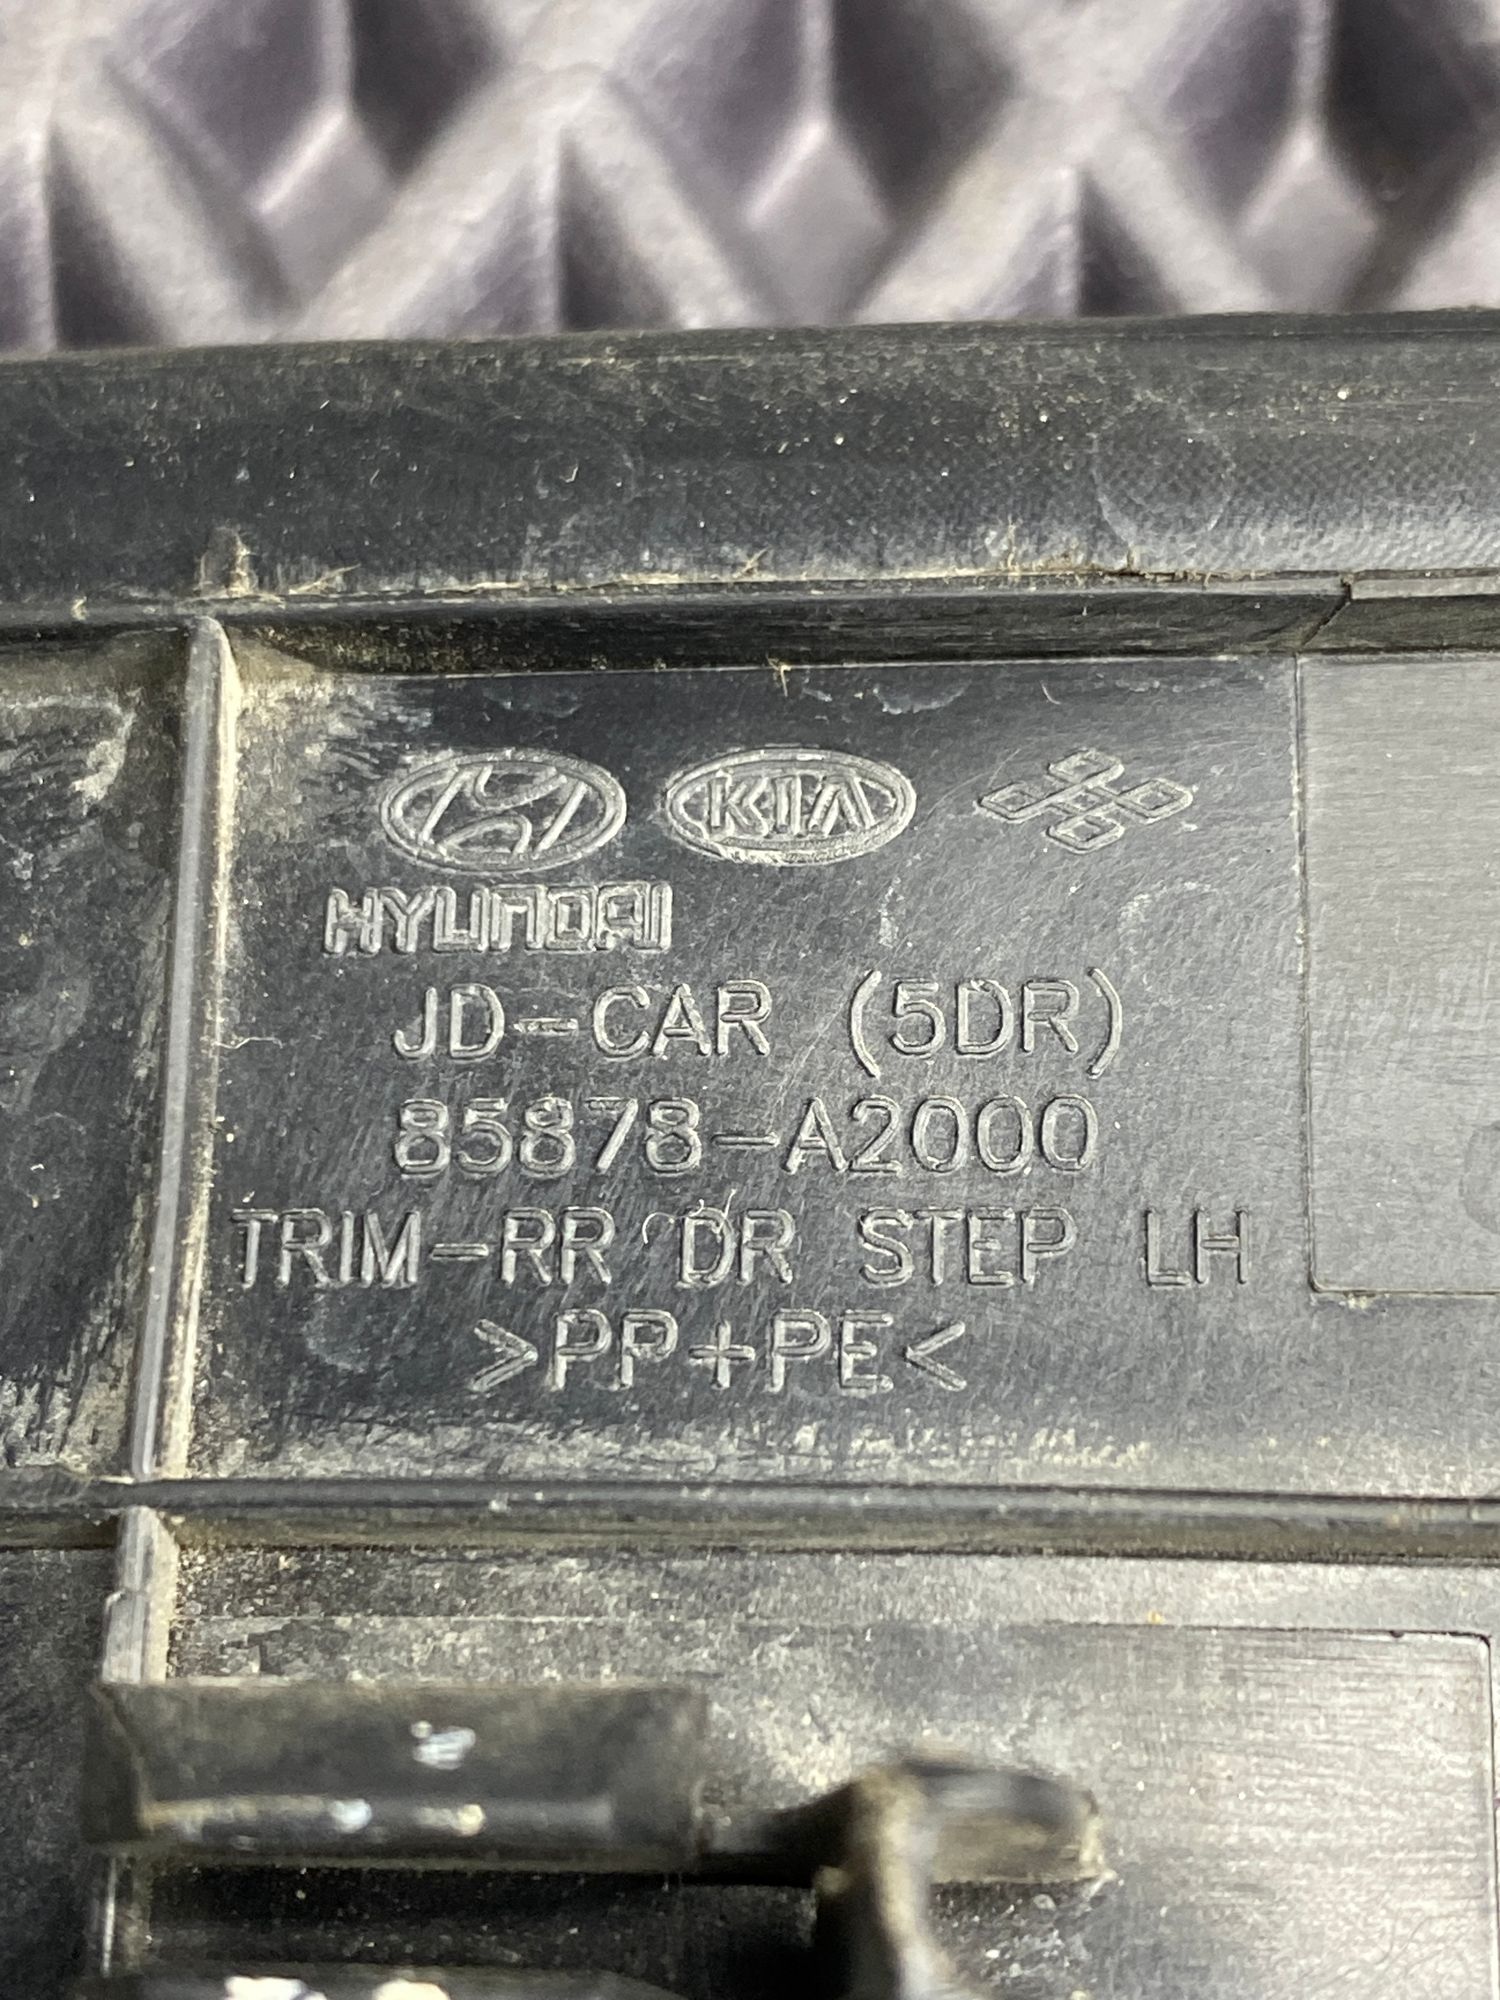 KIA
HYUNDAI
JD-CAR (5DR)
85878-A2000
TRIM-RR DR STEP LH
>PP+PE<